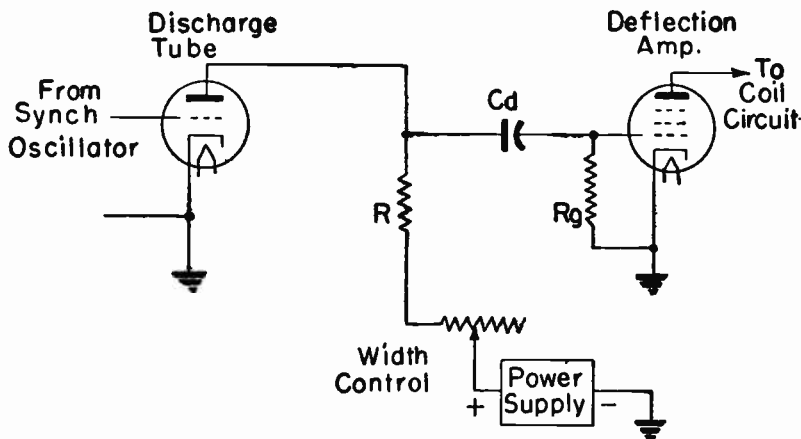 Discharge
Tube
Deflection
Amp.
From
Synch
Oscillator
To
Coil
Circuit
Cd
R
Rg
Width
Control
Power
Supply
+
-